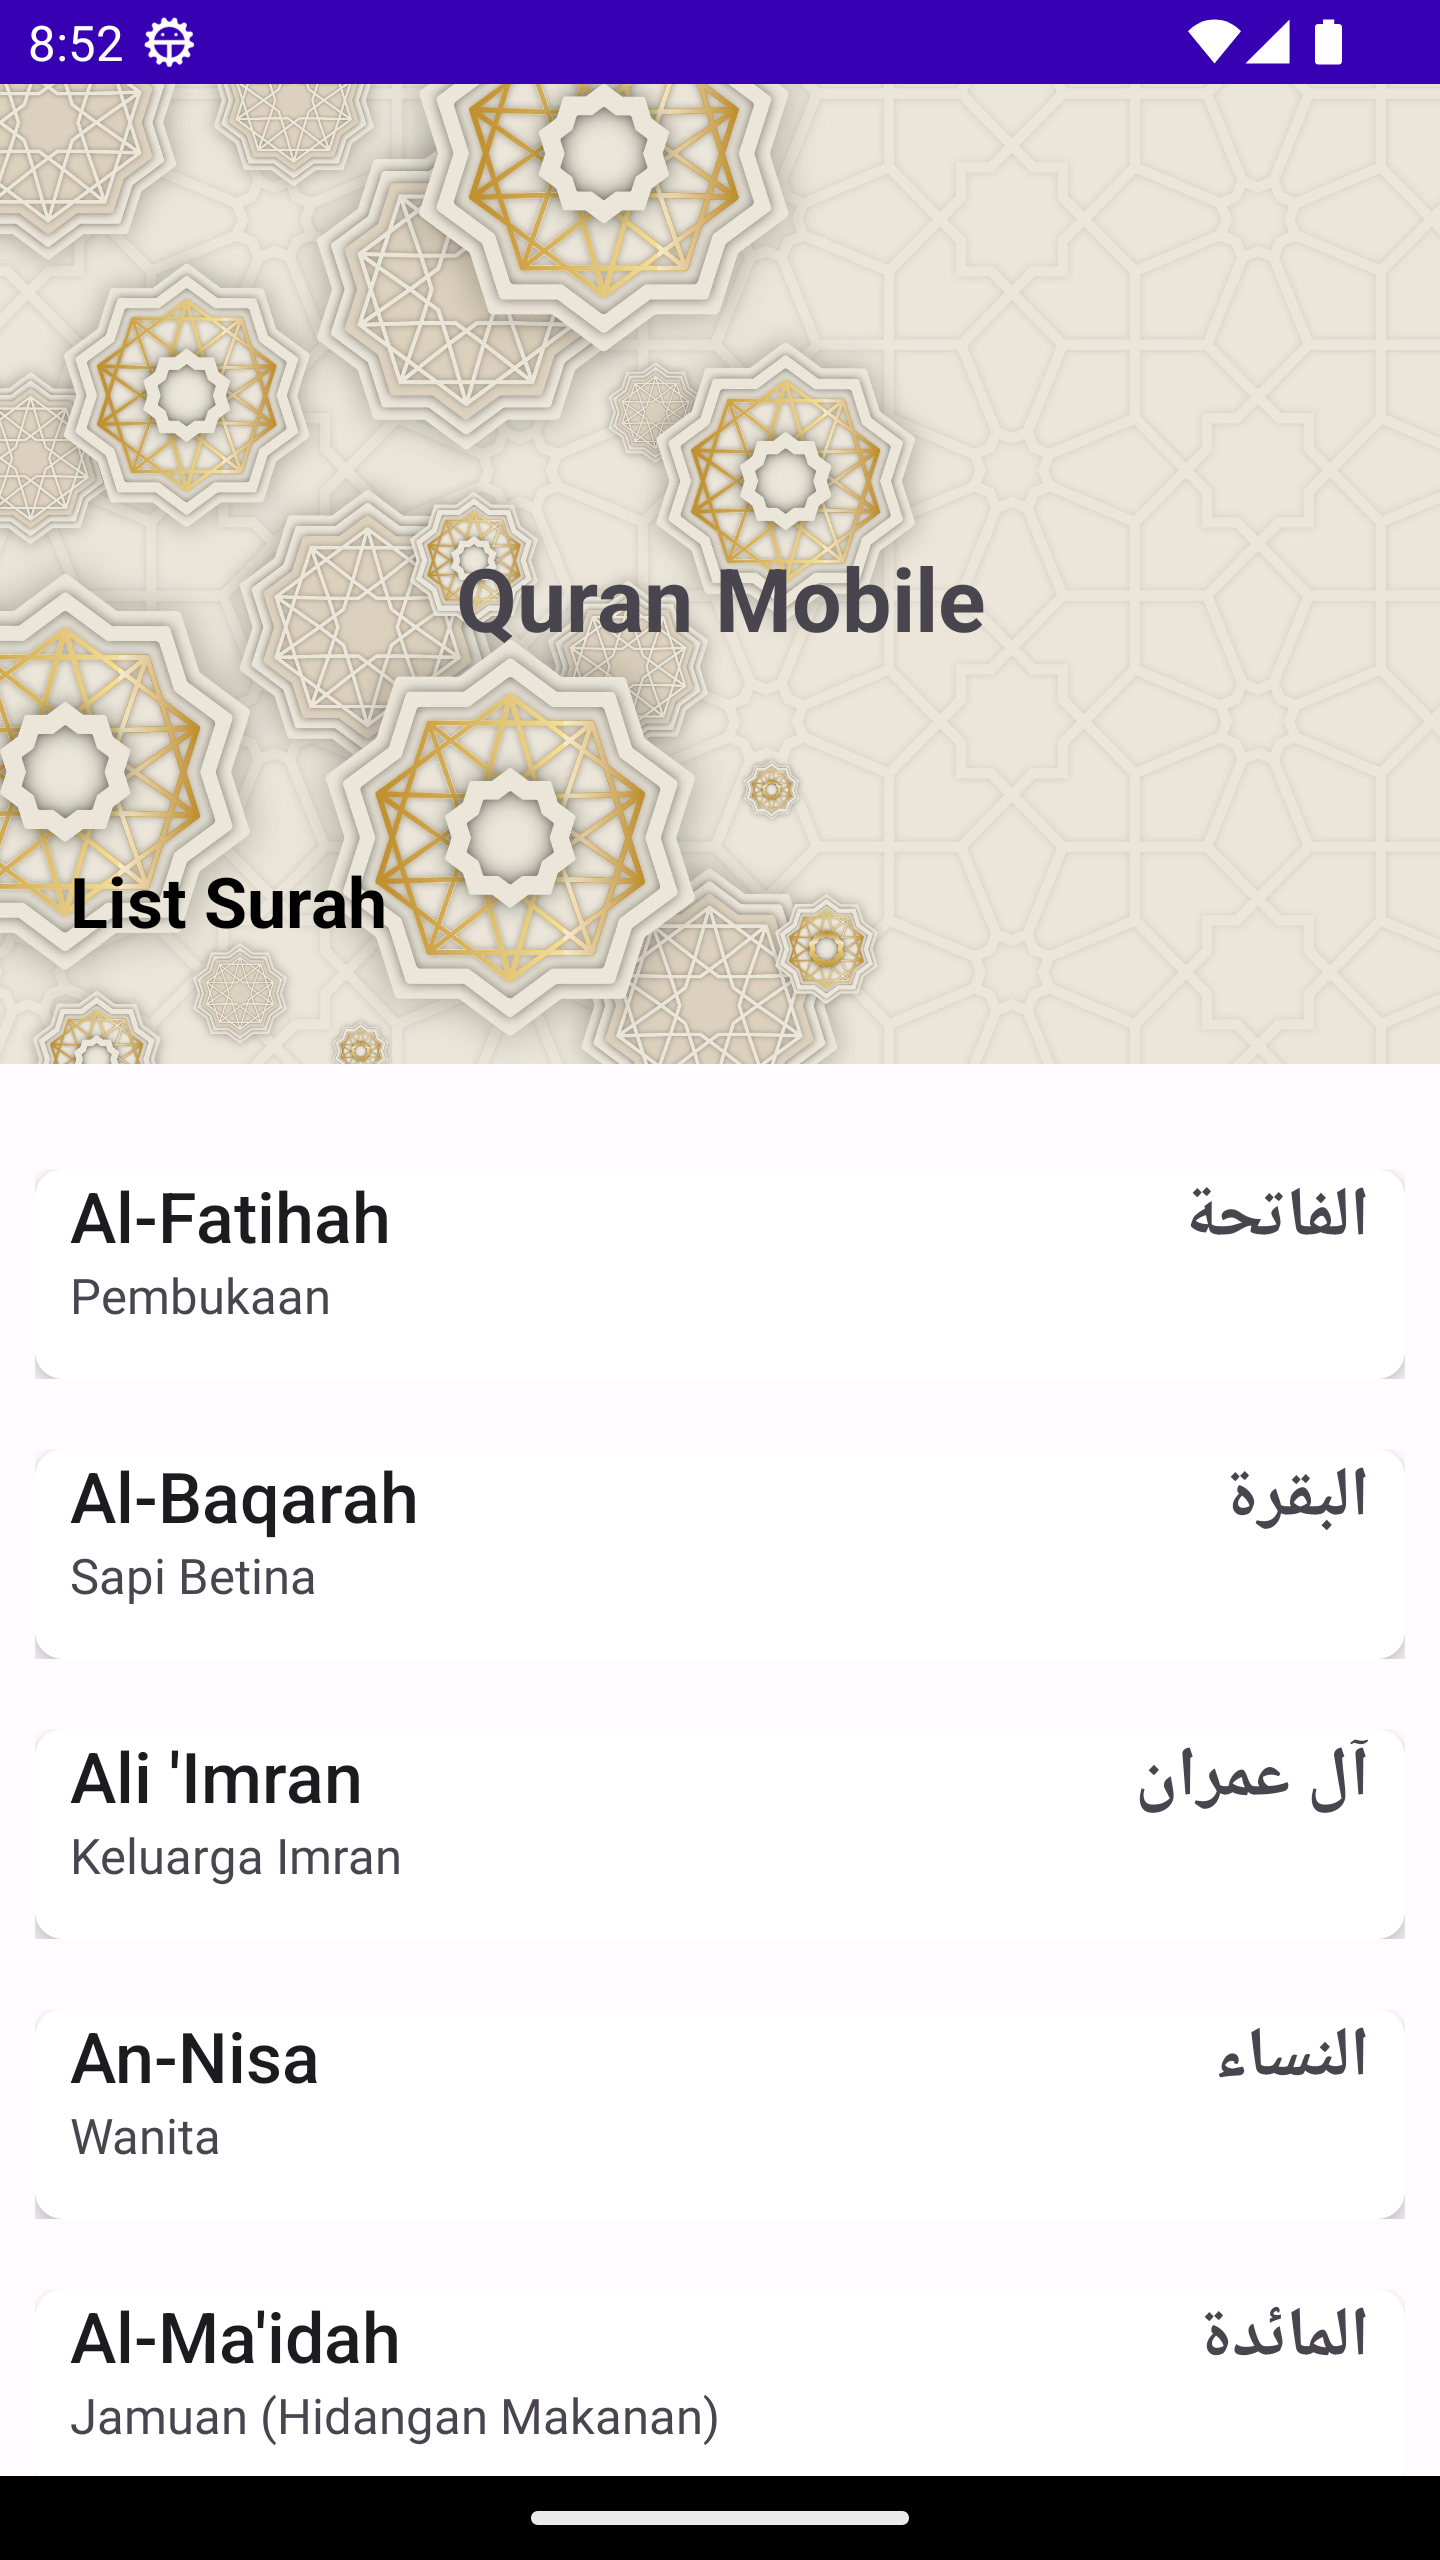 8:52
Quran Mobile
List Surah
Al-Fatihah
الفاتحة
Pembukaan
Al-Baqarah
البقرة
Sapi Betina
Ali 'Imran
آل عمران
Keluarga Imran
An-Nisa
النساء
Wanita
Al-Ma'idah
المائدة
Jamuan (Hidangan Makanan)